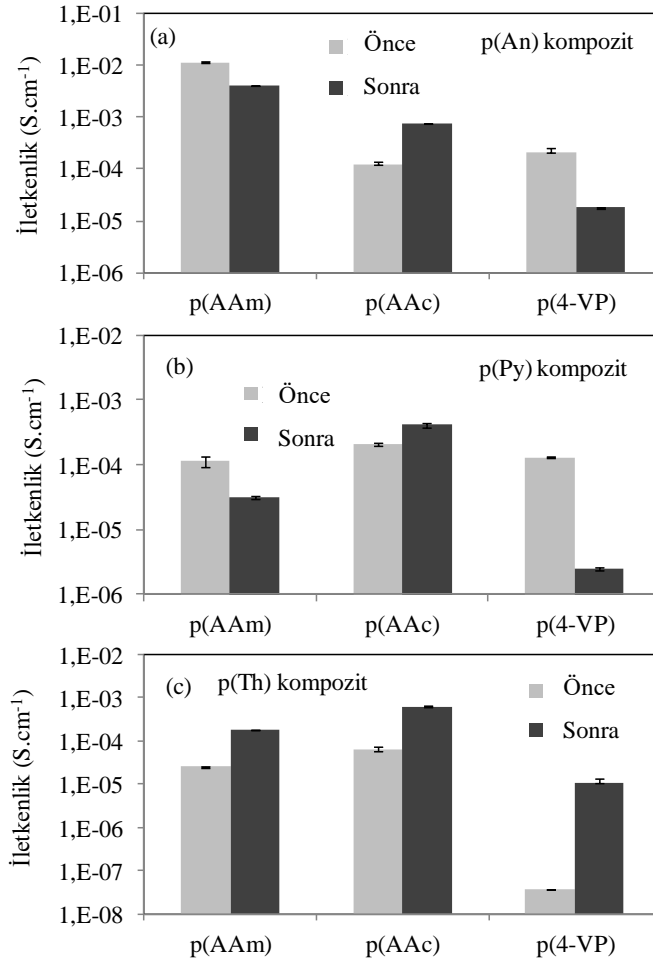 (a)
Önce
Sonra
p(An) kompozit
İletkenlik (S.cm-1)
1,E-01
1,E-02
1,E-03
1,E-04
1,E-05
1,E-06
p(AAm) p(AAc) p(4-VP)
(b)
Önce
Sonra
p(Py) kompozit
İletkenlik (S.cm-1)
1,E-02
1,E-03
1,E-04
1,E-05
1,E-06
p(AAm) p(AAc) p(4-VP)
(c)
p(Th) kompozit
Önce
Sonra
İletkenlik (S.cm-1)
1,E-02
1,E-03
1,E-04
1,E-05
1,E-06
1,E-07
1,E-08
p(AAm) p(AAc) p(4-VP)